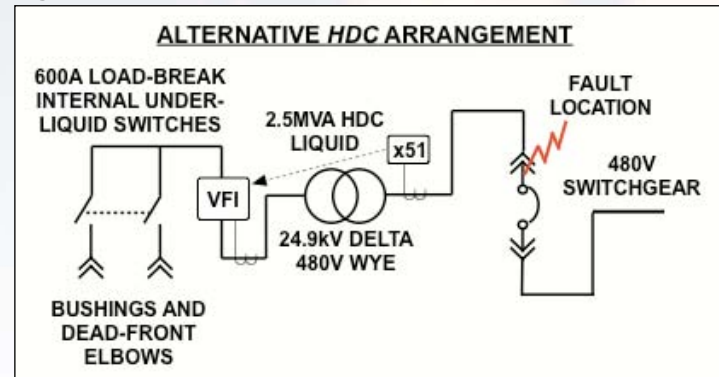 ALTERNATIVE HDC ARRANGEMENT
600A LOAD-BREAK
INTERNAL UNDER-
LIQUID SWITCHES
2.5MVA HDC
LIQUID
x51
FAULT
LOCATION
480V
SWITCHGEAR
VFI
24.9kV DELTA
480V WYE
BUSHINGS AND
DEAD-FRONT
ELBOWS